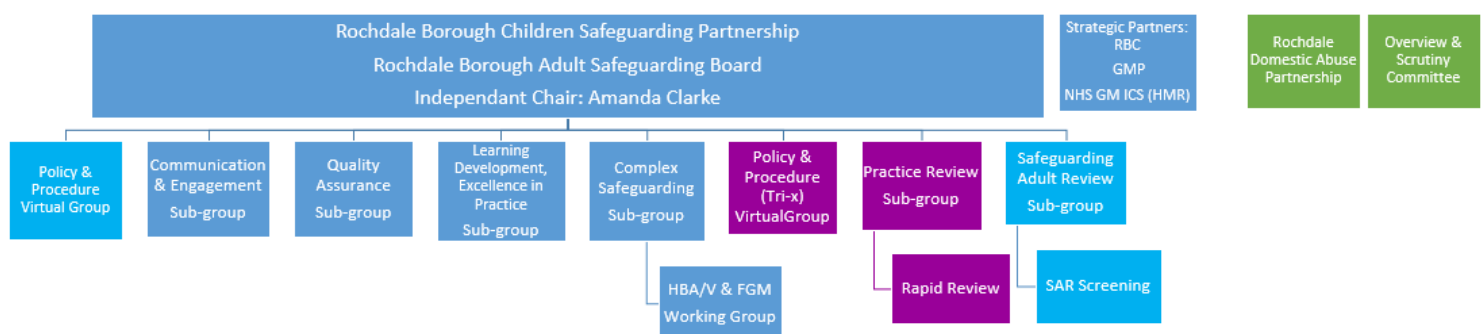 Rochdale Borough Children Safeguarding Partnership
Rochdale Borough Adult Safeguarding Board
Independant Chair: Amanda Clarke
Strategic Partners:
RBC
GMP
NHS GM ICS (HMR)
Rochdale
Domestic Abuse
Partnership
Overview &
Scrutiny
Committee
Policy &
Procedure
Virtual Group
Communication
& Engagement
Sub-group
Quality
Assurance
Sub-group
Learning
Development,
Excellence in
Practice
Sub-group
Complex
Safeguarding
Sub-group
Policy &
Procedure
(Tri-x)
VirtualGroup
Practice Review
Sub-group
Safeguarding
Adult Review
Sub-group
HBA/V & FGM
Working Group
Rapid Review
SAR Screening